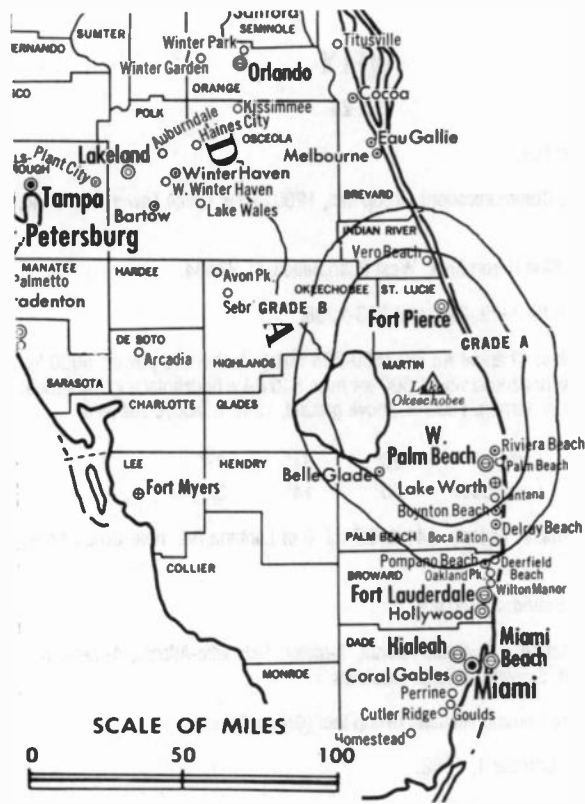 Sanford
SUMTER
SEMINOLE
HERNANDO
Winter Park
Titusville
Winter Garden
Orlando
ORANGE
Cocoa
POLK
Kissimmee
Auburndale
Haines City
OSCEOLA
Eau Gallie
Melbourne
Plant City
Lakeland
D
Winter Haven
W. Winter Haven
BREVARD
Tampa
Bartow
Lake Wales
INDIAN RIVER
Petersburg
Vero Beach
MANATEE
HARDEE
Avon Pk.
OKEECHOBEE
ST. LUCIE
Palmetto
radenton
Sebr
GRADE B
A
Fort Pierce
GRADE A
DE SOTO
Arcadia
HIGHLANDS
MARTIN
SARASOTA
Lake
Okeechobee
CHARLOTTE
GLADES
W.
Palm Beach
Riviera Beach
Palm Beach
LEE
HENDRY
Belle Glade
Lake Worth
Fort Myers
Lantana
Boynton Beach
Delray Beach
PALM BEACH
Boca Raton
COLLIER
Pompano Beach
Deerfield
Beach
BROWARD
Oakland Pk.
Wilton Manor
Fort Lauderdale
Hollywood
DADE
Hialeah
Miami
Beach
MONROE
Coral Gables
Miami
Perrine
Cutler Ridge
Goulds
Homestead
SCALE OF MILES
0 50 100